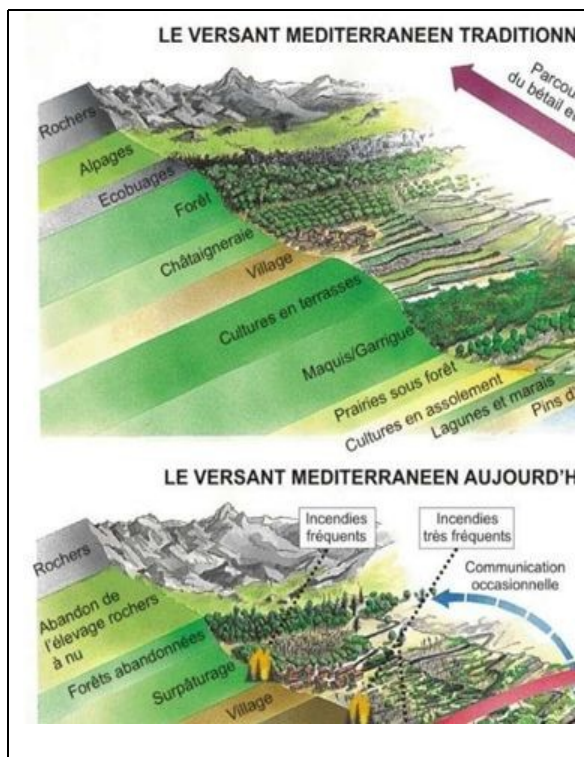 LE VERSANT MEDITERRANEEN TRADITIONN
Parcou
du bétail et
Rochers
Alpages
Ecobuages
Forêt
Châtaigneraie
Village
Cultures en terrasses
Maquis/Garrigue
Prairies sous forêt
Cultures en assolement
Lagunes et marais
Pins d'
LE VERSANT MEDITERRANEEN AUJOURD'H
Incendies
fréquents
Incendies
très fréquents
Communication
occasionnelle
Rochers
Abandon de
l'élevage rochers
à nu
Forêts abandonnées
Surpâturage
Village